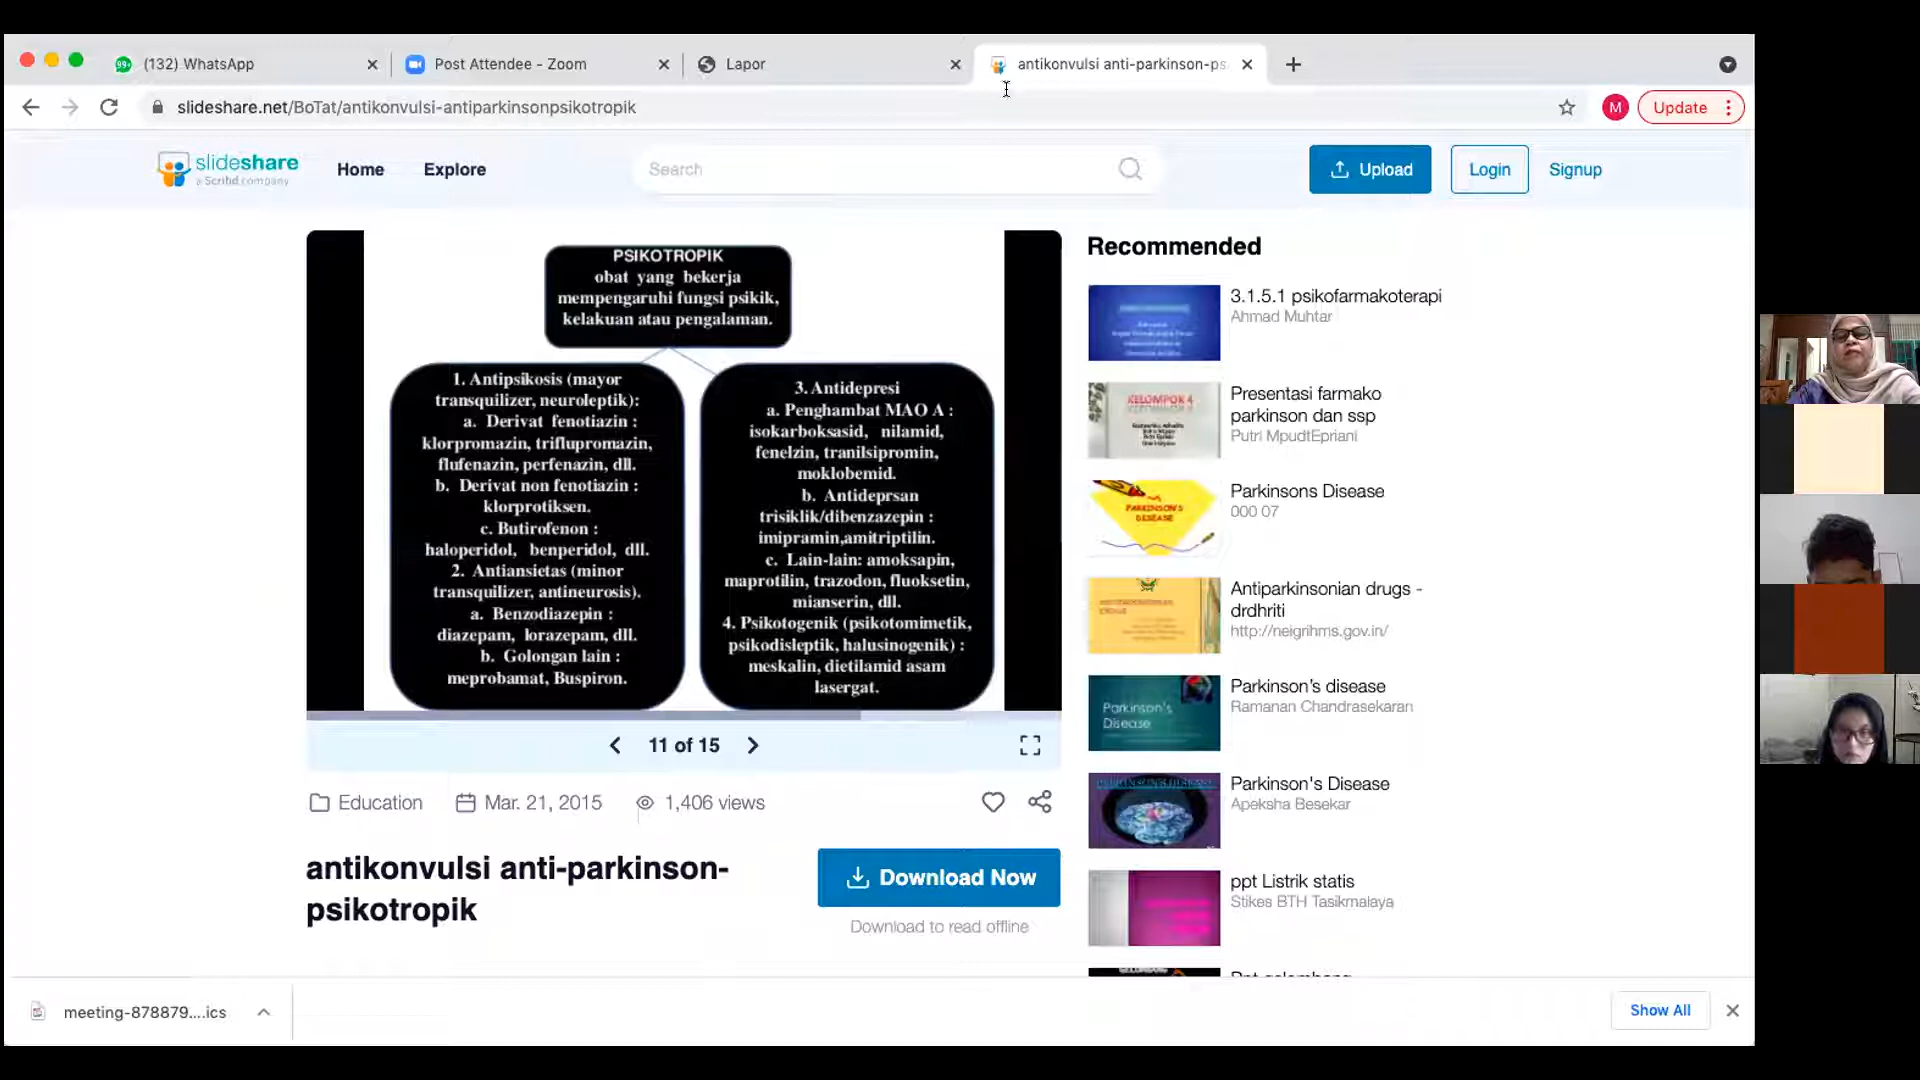 (132) WhatsApp
Post Attendee - Zoom
Lapor
antikonvulsi anti-parkinson-ps
slideshare.net/BoTat/antikonvulsi-antiparkinsonpsikotropik
M
Update
slideshare
a Scribd company
Home
Explore
Search
Upload
Login
Signup
PSIKOTROPIK
obat yang bekerja
mempengaruhi fungsi psikik,
kelakuan atau pengalaman.
1. Antipsikosis (mayor
transquilizer, neuroleptik):
a. Derivat fenotiazin :
klorpromazin, triflupromazin,
flufenazin, perfenazin, dll.
b. Derivat non fenotiazin :
klorprotiksen.
c. Butirofenon :
haloperidol, benperidol, dll.
2. Antiansietas (minor
transquilizer, antineurosis).
a. Benzodiazepin :
diazepam, lorazepam, dll.
b. Golongan lain :
meprobamat, Buspiron.
3. Antidepresi
a. Penghambat MAO A :
isokarboksasid, nilamid,
fenelzin, tranilsipromin,
moklobemid.
b. Antideprsan
trisiklik/dibenzazepin :
imipramin,amitriptilin.
c. Lain-lain: amoksapin,
maprotilin, trazodon, fluoksetin,
mianserin, dll.
4. Psikotogenik (psikotomimetik,
psikodisleptik, halusinogenik) :
meskalin, dietilamid asam
lasergat.
11 of 15
Education
Mar. 21, 2015
1,406 views
antikonvulsi anti-parkinson-
psikotropik
Download Now
Download to read offline
Recommended
3.1.5.1 psikofarmakoterapi
Ahmad Muhtar
KELOMPOK 4
Presentasi farmako
parkinson dan ssp
Putri MpudtEpriani
PARKINSON'S
DISEASE
Parkinsons Disease
000 07
Antiparkinsonian drugs -
drdhriti
http://neigrihms.gov.in/
Parkinson's
Disease
Parkinson's disease
Ramanan Chandrasekaran
Parkinson's Disease
Apeksha Besekar
ppt Listrik statis
Stikes BTH Tasikmalaya
meeting-878879....ics
Show All